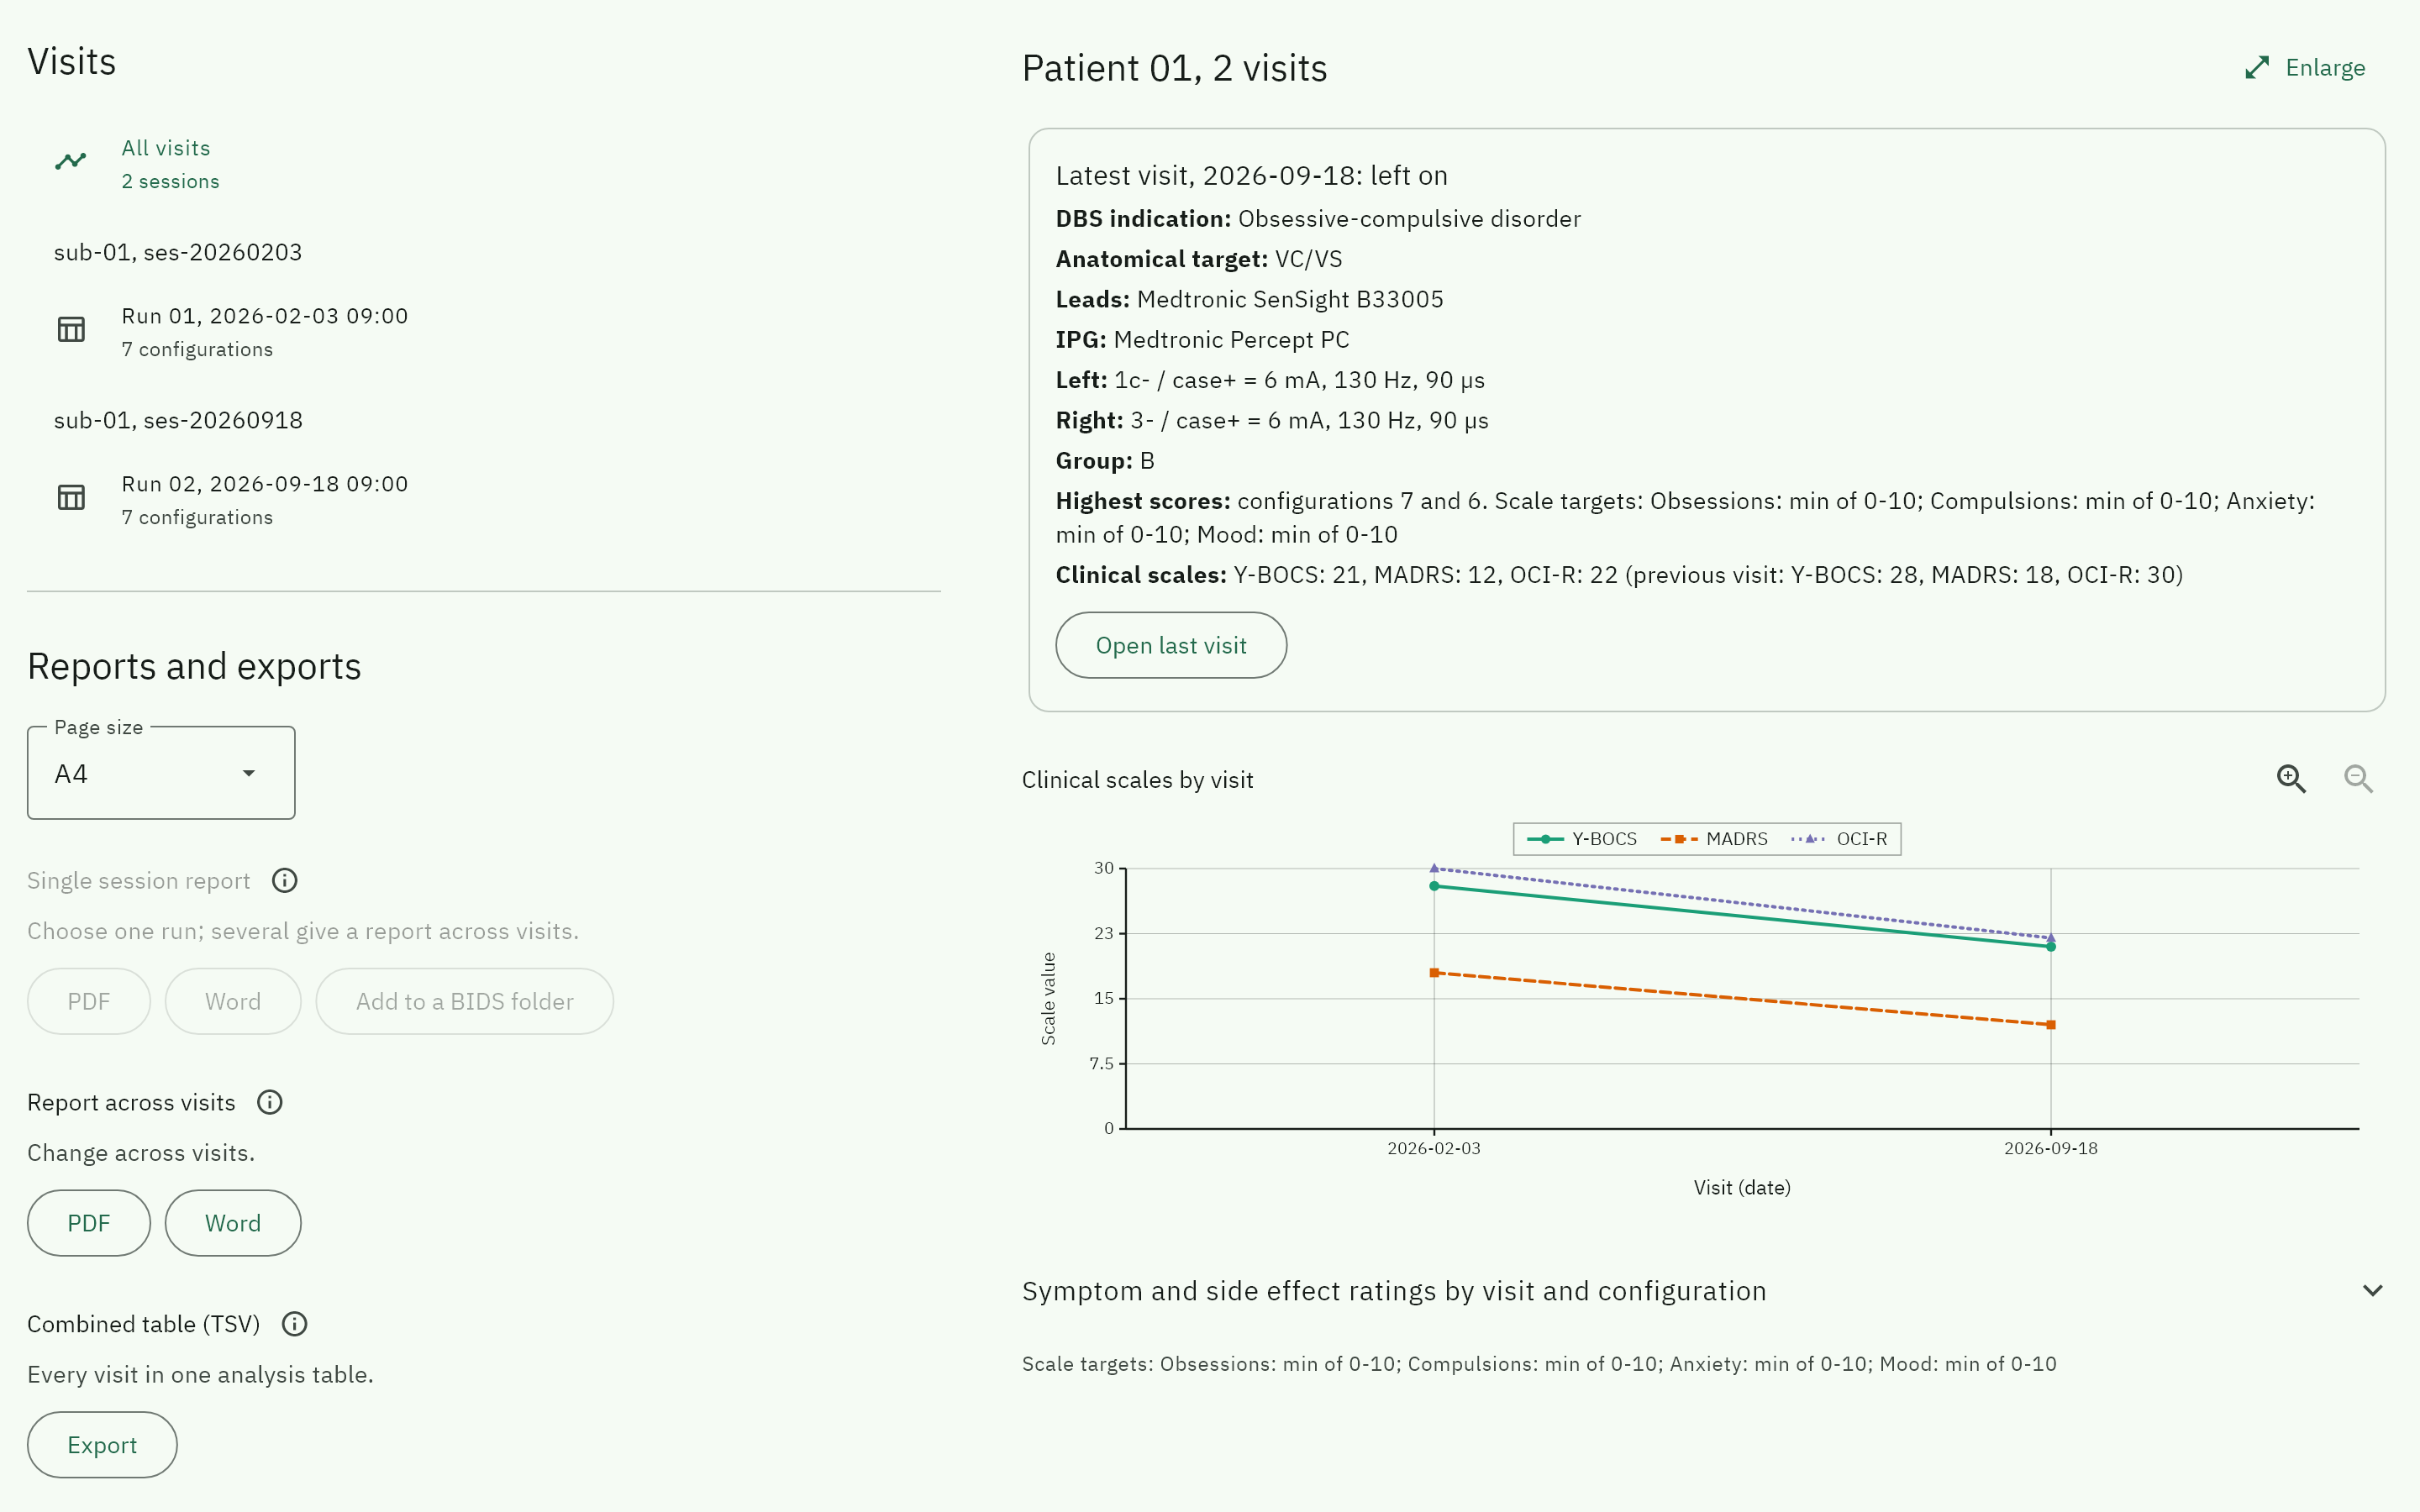 Visits
All visits
2 sessions
sub-01, ses-20260203
Run 01, 2026-02-03 09:00
7 configurations
sub-01, ses-20260918
Run 02, 2026-09-18 09:00
7 configurations
Reports and exports
Page size
A4
Single session report
Choose one run; several give a report across visits.
PDF
Word
Add to a BIDS folder
Report across visits
Change across visits.
PDF
Word
Combined table (TSV)
Every visit in one analysis table.
Export
Patient 01, 2 visits
Enlarge
Latest visit, 2026-09-18: left on
DBS indication: Obsessive-compulsive disorder
Anatomical target: VC/VS
Leads: Medtronic SenSight B33005
IPG: Medtronic Percept PC
Left: 1c- / case+ = 6 mA, 130 Hz, 90 µs
Right: 3- / case+ = 6 mA, 130 Hz, 90 µs
Group: B
Highest scores: configurations 7 and 6. Scale targets: Obsessions: min of 0-10; Compulsions: min of 0-10; Anxiety:
min of 0-10; Mood: min of 0-10
Clinical scales: Y-BOCS: 21, MADRS: 12, OCI-R: 22 (previous visit: Y-BOCS: 28, MADRS: 18, OCI-R: 30)
Open last visit
Clinical scales by visit
Y-BOCS
MADRS
OCI-R
30
23
15
7.5
0
Scale value
2026-02-03
2026-09-18
Visit (date)
Symptom and side effect ratings by visit and configuration
Scale targets: Obsessions: min of 0-10; Compulsions: min of 0-10; Anxiety: min of 0-10; Mood: min of 0-10